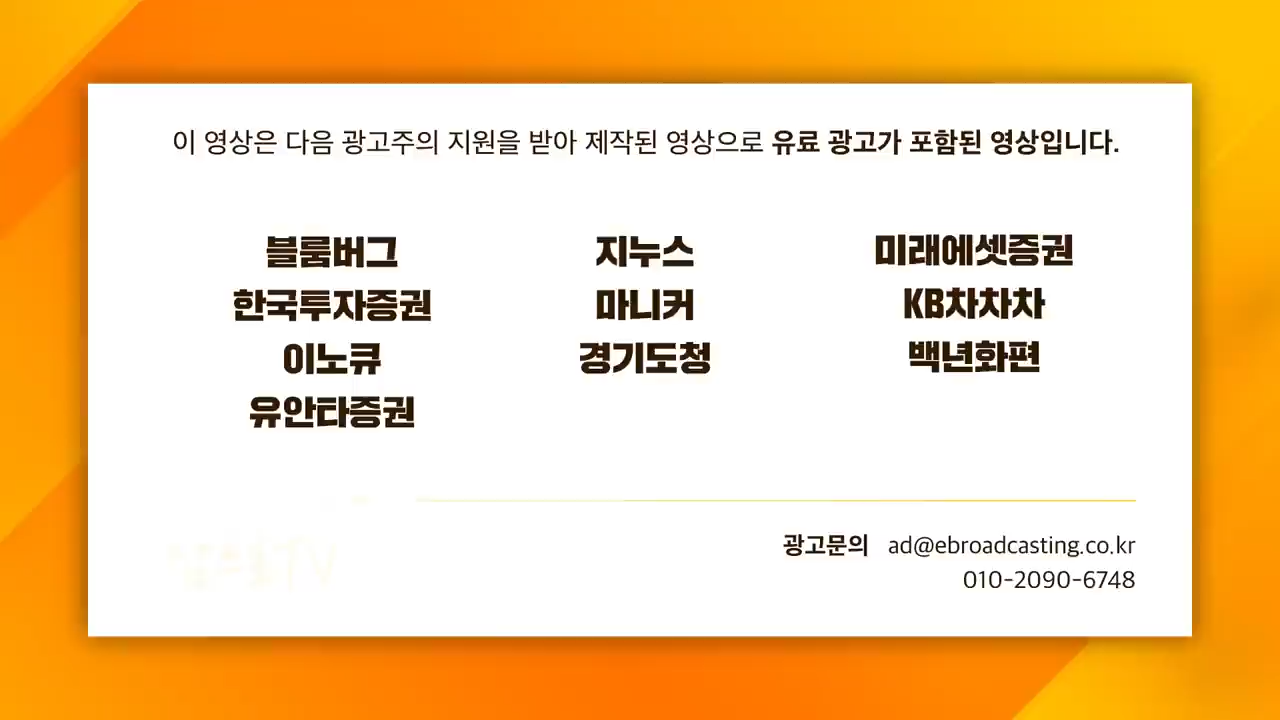 이 영상은 다음 광고주의 지원을 받아 제작된 영상으로 유료 광고가 포함된 영상입니다.
블룸버그
한국투자증권
이노큐
유안타증권
지누스
마니커
경기도청
미래에셋증권
KB차차차
백년화편
광고문의 ad@ebroadcasting.co.kr
010-2090-6748